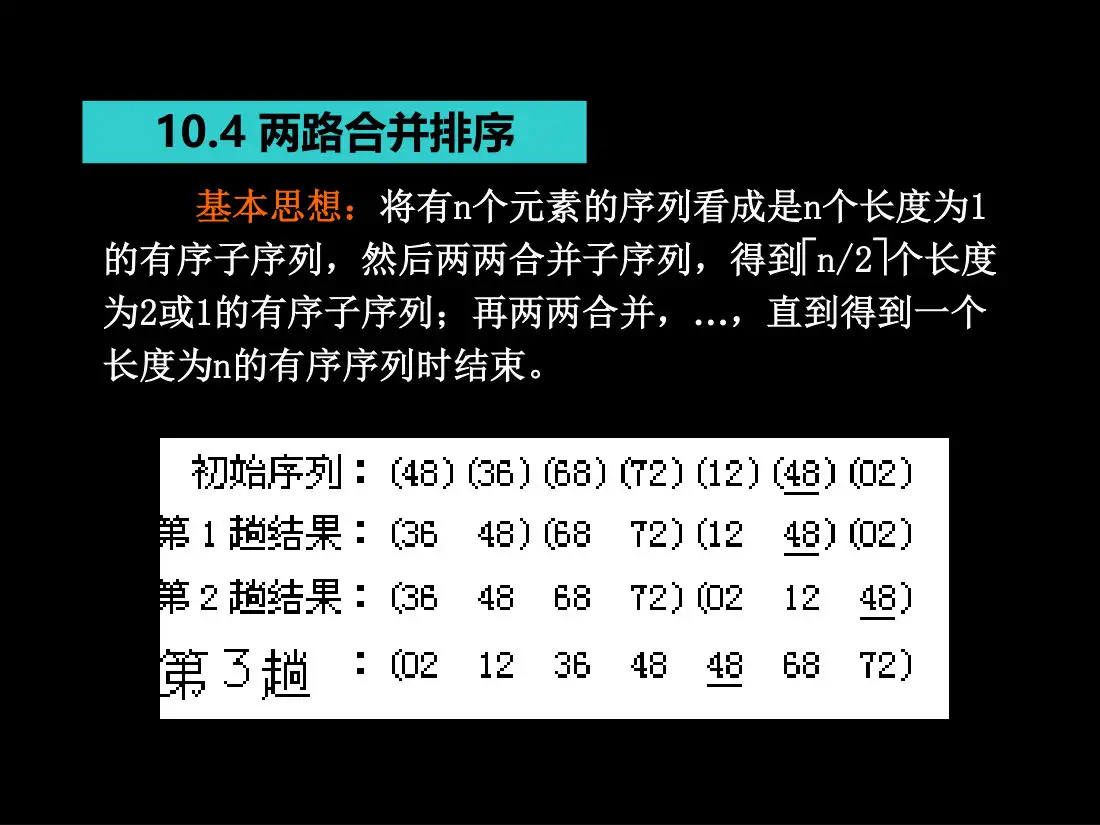 10.4 两路合并排序
基本思想：将有n个元素的序列看成是n个长度为1
的有序子序列，然后两两合并子序列，得到⌈n/2⌉个长度
为2或1的有序子序列；再两两合并，…，直到得到一个
长度为n的有序序列时结束。
初始序列：(48)(36)(68)(72)(12)(48)(02)
第1趟结果：(36 48)(68 72)(12 48)(02)
第2趟结果：(36 48 68 72)(02 12 48)
第3趟 ：(02 12 36 48 48 68 72)